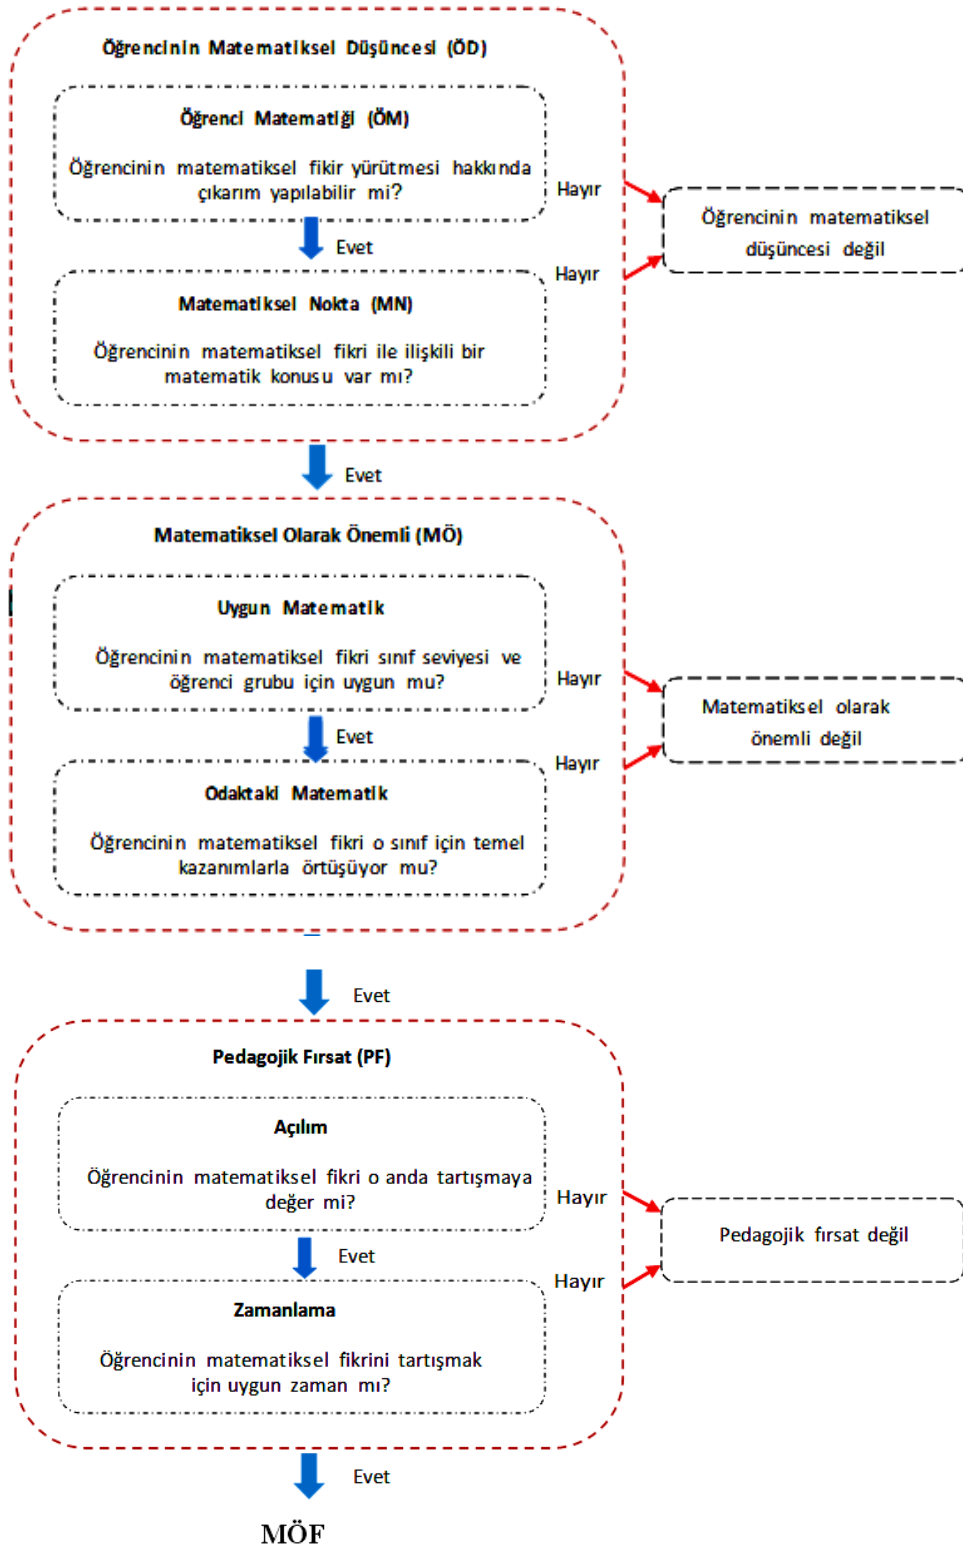 Öğrencinin Matematiksel Düşüncesi (ÖD)
Öğrenci Matematiği (ÖM)
Öğrencinin matematiksel fikir yürütmesi hakkında
çıkarım yapılabilir mi?
Hayır
Öğrencinin matematiksel
düşüncesi değil
Evet
Hayır
Matematiksel Nokta (MN)
Öğrencinin matematiksel fikri ile ilişkili bir
matematik konusu var mı?
Evet
Matematiksel Olarak Önemli (MÖ)
Uygun Matematik
Öğrencinin matematiksel fikri sınıf seviyesi ve
öğrenci grubu için uygun mu?
Hayır
Matematiksel olarak
önemli değil
Evet
Hayır
Odaktaki Matematik
Öğrencinin matematiksel fikri o sınıf için temel
kazanımlarla örtüşüyor mu?
Evet
Pedagojik Fırsat (PF)
Açılım
Öğrencinin matematiksel fikri o anda tartışmaya
değer mi?
Hayır
Pedagojik fırsat değil
Evet
Hayır
Zamanlama
Öğrencinin matematiksel fikrini tartışmak
için uygun zaman mı?
Evet
MÖF